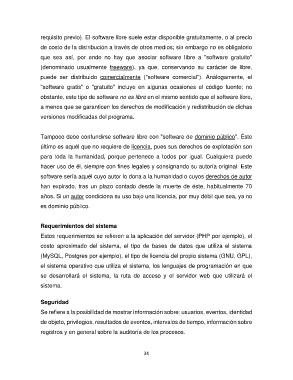 requisito previo). El software libre suele estar disponible gratuitamente, o al precio
de costo de la distribución a través de otros medios; sin embargo no es obligatorio
que sea así, por ende no hay que asociar software libre a "software gratuito"
(denominado usualmente freeware), ya que, conservando su carácter de libre,
puede ser distribuido comercialmente ("software comercial"). Análogamente, el
"software gratis" o "gratuito" incluye en algunas ocasiones el código fuente; no
obstante, este tipo de software no es libre en el mismo sentido que el software libre,
a menos que se garanticen los derechos de modificación y redistribución de dichas
versiones modificadas del programa.
Tampoco debe confundirse software libre con "software de dominio público". Éste
último es aquél que no requiere de licencia, pues sus derechos de explotación son
para toda la humanidad, porque pertenece a todos por igual. Cualquiera puede
hacer uso de él, siempre con fines legales y consignando su autoría original. Este
software sería aquél cuyo autor lo dona a la humanidad o cuyos derechos de autor
han expirado, tras un plazo contado desde la muerte de éste, habitualmente 70
años. Si un autor condiciona su uso bajo una licencia, por muy débil que sea, ya no
es dominio público.
Requerimientos del sistema
Estos requerimientos se refieren a la aplicación del servidor (PHP por ejemplo), el
costo aproximado del sistema, el tipo de bases de datos que utiliza el sistema
(MySQL, Postgres por ejemplo), el tipo de licencia del propio sistema (GNU, GPL),
el sistema operativo que utiliza el sistema, los lenguajes de programación en que
se desarrollará el sistema, la ruta de acceso y el servidor web que utilizará el
sistema.
Seguridad
Se refiere a la posibilidad de mostrar información sobre: usuarios, eventos, identidad
de objeto, privilegios, resultados de eventos, intervalos de tiempo, información sobre
registros y en general sobre la auditoría de los procesos.
34